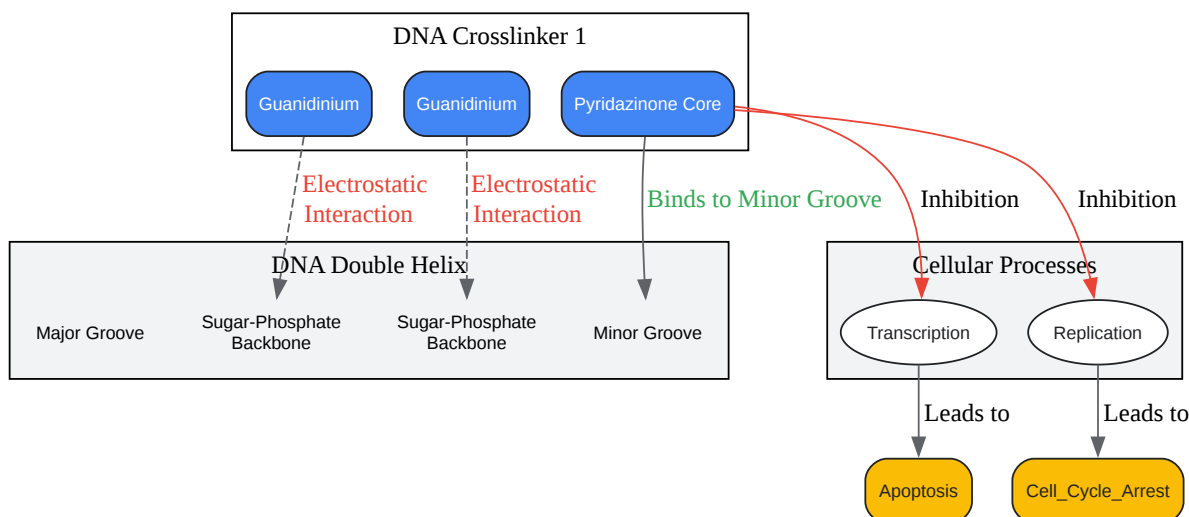 DNA Crosslinker 1
Guanidinium
Guanidinium
Pyridazinone Core
Electrostatic
Interaction
Electrostatic
Interaction
Binds to Minor Groove
Inhibition
Inhibition
DNA Double Helix
Cellular Processes
Major Groove
Sugar-Phosphate
Backbone
Sugar-Phosphate
Backbone
Minor Groove
Transcription
Replication
Leads to
Leads to
Apoptosis
Cell_Cycle_Arrest